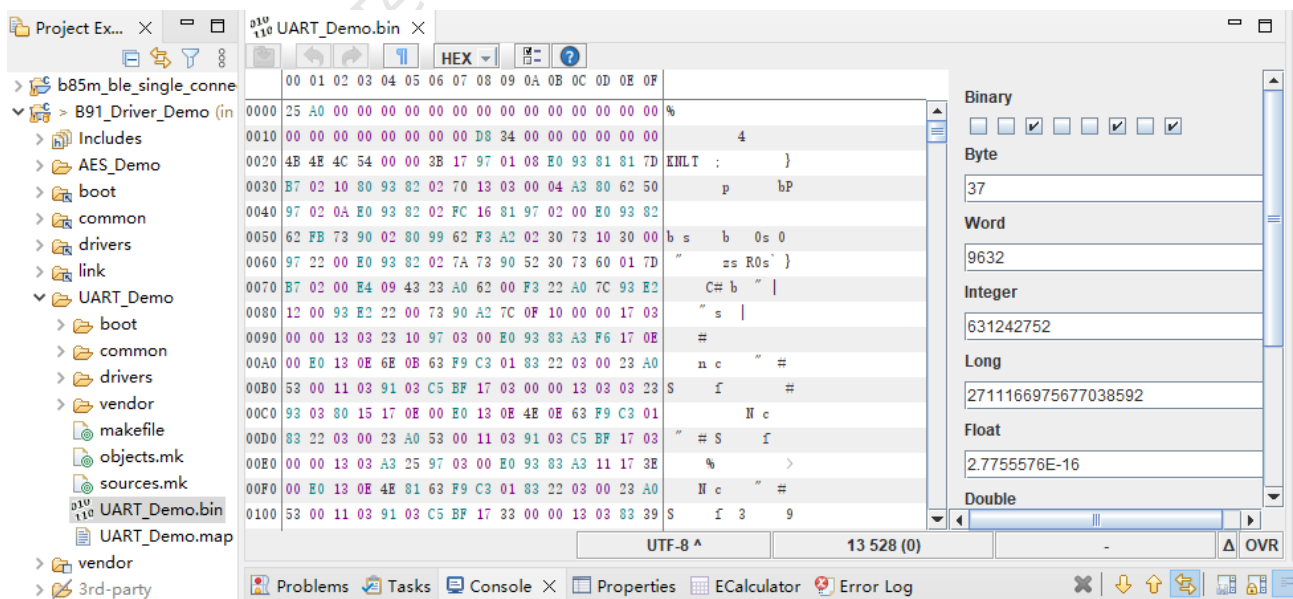 Project Ex...
b85m_ble_single_conne
> B91_Driver_Demo (in
Includes
AES_Demo
boot
common
drivers
link
UART_Demo
boot
common
drivers
vendor
makefile
objects.mk
sources.mk
UART_Demo.bin
UART_Demo.map
vendor
3rd-party
UART_Demo.bin
HEX
00 01 02 03 04 05 06 07 08 09 0A 0B 0C 0D 0E 0F
0000 25 A0 00 00 00 00 00 00 00 00 00 00 00 00 00 00 %
0010 00 00 00 00 00 00 00 00 D8 34 00 00 00 00 00 00 4
0020 4B 4E 4C 54 00 00 3B 17 97 01 08 E0 93 81 81 7D KNLT ; }
0030 B7 02 10 80 93 82 02 70 13 03 00 04 A3 80 62 50 p bP
0040 97 02 0A E0 93 82 02 FC 16 81 97 02 00 E0 93 82
0050 62 FB 73 90 02 80 99 62 F3 A2 02 30 73 10 30 00 b s b 0s 0
0060 97 22 00 E0 93 82 02 7A 73 90 52 30 73 60 01 7D " zs R0s` }
0070 B7 02 00 E4 09 43 23 A0 62 00 F3 22 A0 7C 93 E2 C# b " |
0080 12 00 93 E2 22 00 73 90 A2 7C 0F 10 00 00 17 03 " s |
0090 00 00 13 03 23 10 97 03 00 E0 93 83 A3 F6 17 0E #
00A0 00 E0 13 0E 6E 0B 63 F9 C3 01 83 22 03 00 23 A0 n c " #
00B0 53 00 11 03 91 03 C5 BF 17 03 00 00 13 03 03 23 S f #
00C0 93 03 80 15 17 0E 00 E0 13 0E 4E 0E 63 F9 C3 01 N c
00D0 83 22 03 00 23 A0 53 00 11 03 91 03 C5 BF 17 03 " # S f
00E0 00 00 13 03 A3 25 97 03 00 E0 93 83 A3 11 17 3E % >
00F0 00 E0 13 0E 4E 81 63 F9 C3 01 83 22 03 00 23 A0 N c " #
0100 53 00 11 03 91 03 C5 BF 17 33 00 00 13 03 83 39 S f 3 9
Binary
Byte
37
Word
9632
Integer
631242752
Long
2711166975677038592
Float
2.7755576E-16
Double
UTF-8 ^
13 528 (0)
-
Δ OVR
Problems Tasks Console Properties ECalculator Error Log